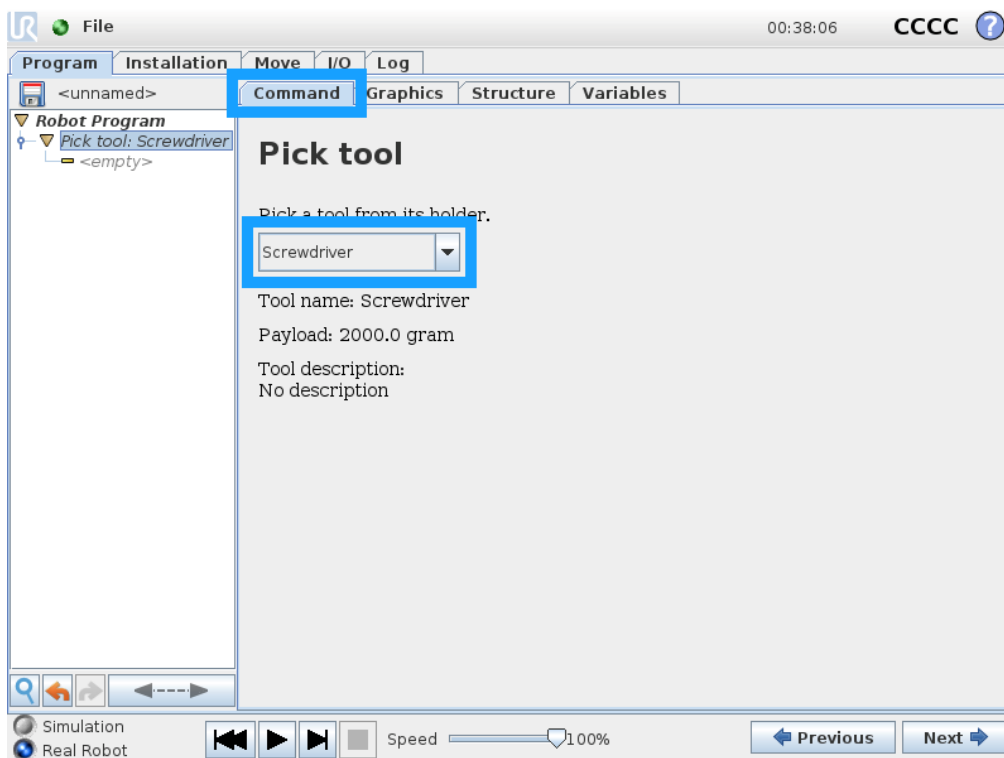 UR File 00:38:06 CCCC ?
Program Installation Move I/O Log
<unnamed> Command Graphics Structure Variables
Robot Program
Pick tool: Screwdriver
<empty>
Pick tool
Pick a tool from its holder.
Screwdriver
Tool name: Screwdriver
Payload: 2000.0 gram
Tool description:
No description
Simulation
Real Robot
Speed 100%
Previous Next